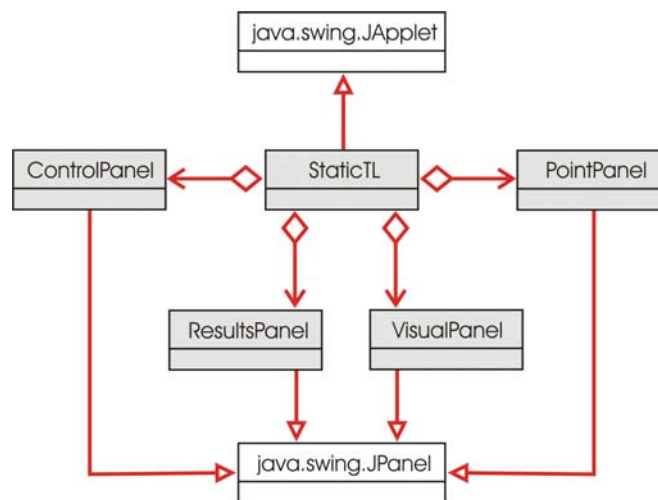 java.swing.JApplet
ControlPanel
StaticTL
PointPanel
ResultsPanel
VisualPanel
java.swing.JPanel